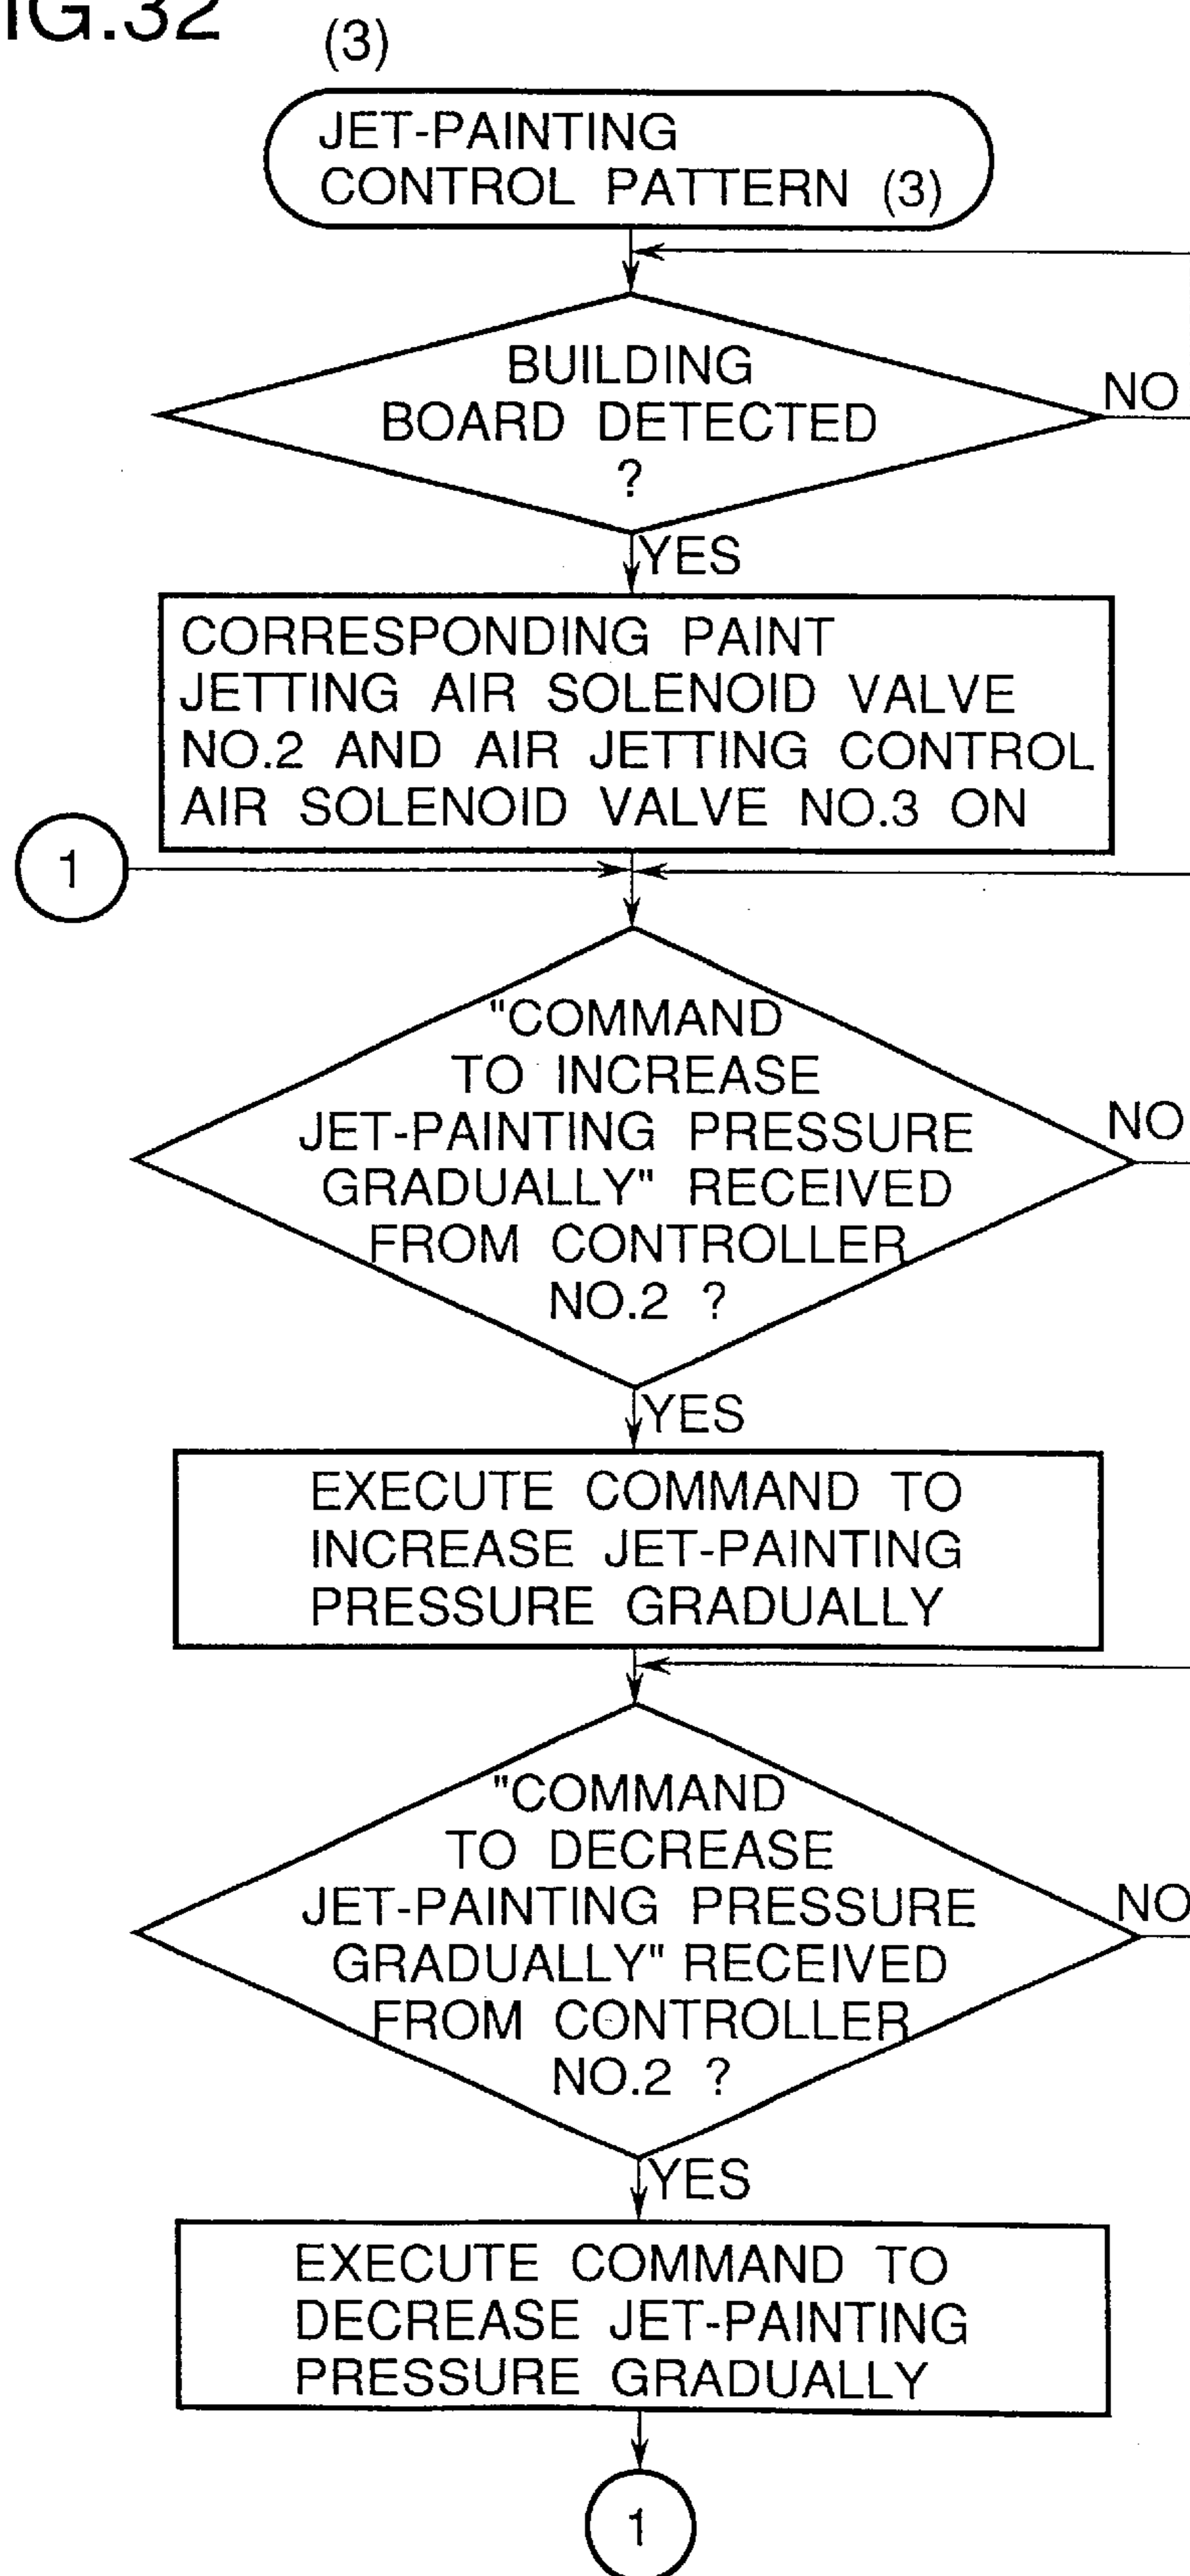 IG.32
(3)
JET-PAINTING
CONTROL PATTERN (3)
BUILDING
BOARD DETECTED
?
NO
YES
CORRESPONDING PAINT
JETTING AIR SOLENOID VALVE
NO.2 AND AIR JETTING CONTROL
AIR SOLENOID VALVE NO.3 ON
1
"COMMAND
TO INCREASE
JET-PAINTING PRESSURE
GRADUALLY" RECEIVED
FROM CONTROLLER
NO.2 ?
NO
YES
EXECUTE COMMAND TO
INCREASE JET-PAINTING
PRESSURE GRADUALLY
"COMMAND
TO DECREASE
JET-PAINTING PRESSURE
GRADUALLY" RECEIVED
FROM CONTROLLER
NO.2 ?
NO
YES
EXECUTE COMMAND TO
DECREASE JET-PAINTING
PRESSURE GRADUALLY
1